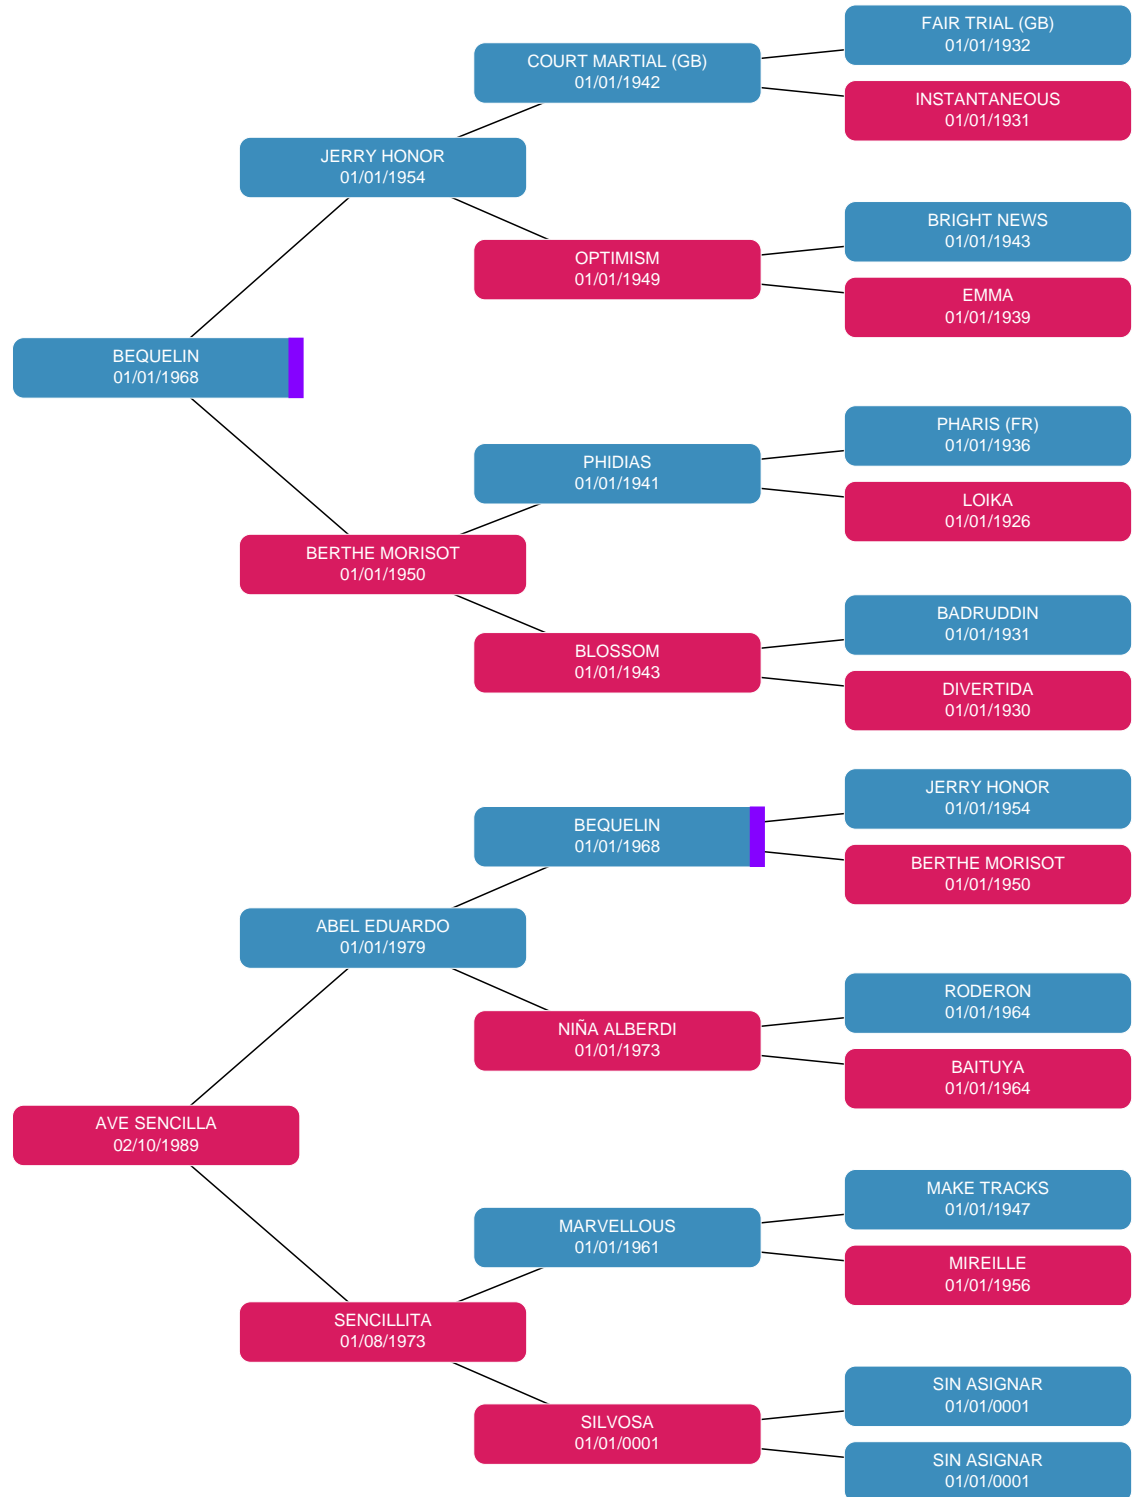 FAIR TRIAL (GB)
01/01/1932
COURT MARTIAL (GB)
01/01/1942
INSTANTANEOUS
01/01/1931
JERRY HONOR
01/01/1954
BRIGHT NEWS
01/01/1943
OPTIMISM
01/01/1949
EMMA
01/01/1939
BEQUELIN
01/01/1968
PHARIS (FR)
01/01/1936
PHIDIAS
01/01/1941
LOIKA
01/01/1926
BERTHE MORISOT
01/01/1950
BADRUDDIN
01/01/1931
BLOSSOM
01/01/1943
DIVERTIDA
01/01/1930
JERRY HONOR
01/01/1954
BEQUELIN
01/01/1968
BERTHE MORISOT
01/01/1950
ABEL EDUARDO
01/01/1979
RODERON
01/01/1964
NIÑA ALBERDI
01/01/1973
BAITUYA
01/01/1964
AVE SENCILLA
02/10/1989
MAKE TRACKS
01/01/1947
MARVELLOUS
01/01/1961
MIREILLE
01/01/1956
SENCILLITA
01/08/1973
SIN ASIGNAR
01/01/0001
SILVOSA
01/01/0001
SIN ASIGNAR
01/01/0001